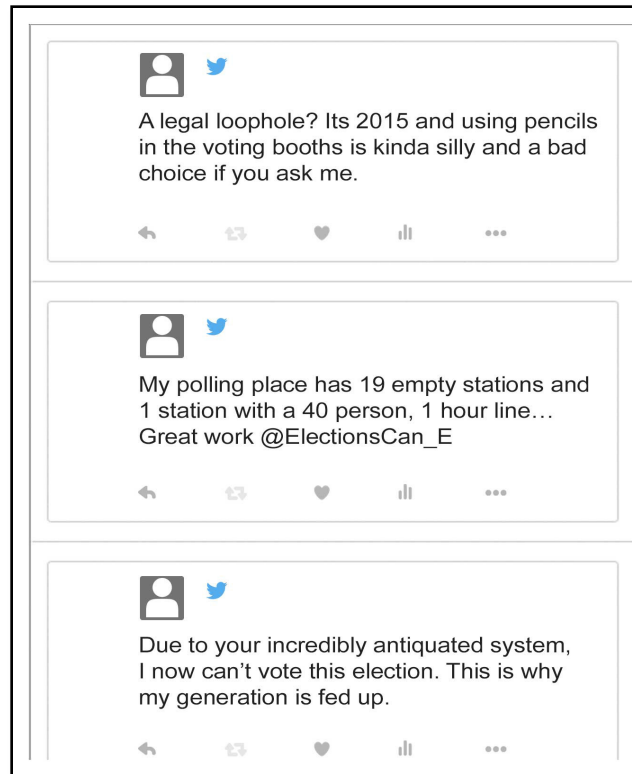 A legal loophole? Its 2015 and using pencils
in the voting booths is kinda silly and a bad
choice if you ask me.
My polling place has 19 empty stations and
1 station with a 40 person, 1 hour line…
Great work @ElectionsCan_E
Due to your incredibly antiquated system,
I now can’t vote this election. This is why
my generation is fed up.